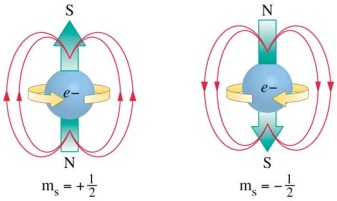 S
N
e−
e−
N
S
m_s = +1/2
m_s = −1/2